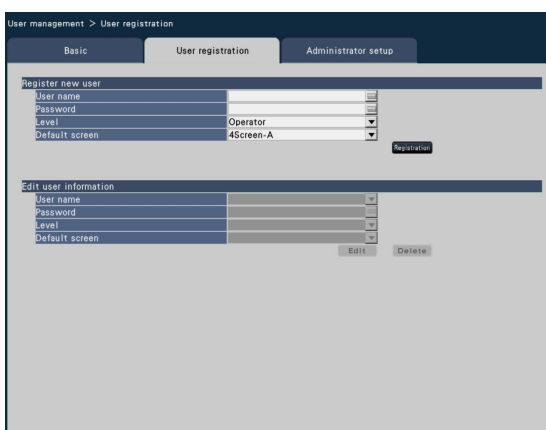 User management > User registration
Basic User registration Administrator setup
Register new user
User name
Password
Level Operator
Default screen 4Screen-A
Registration
Edit user information
User name
Password
Level
Default screen
Edit Delete